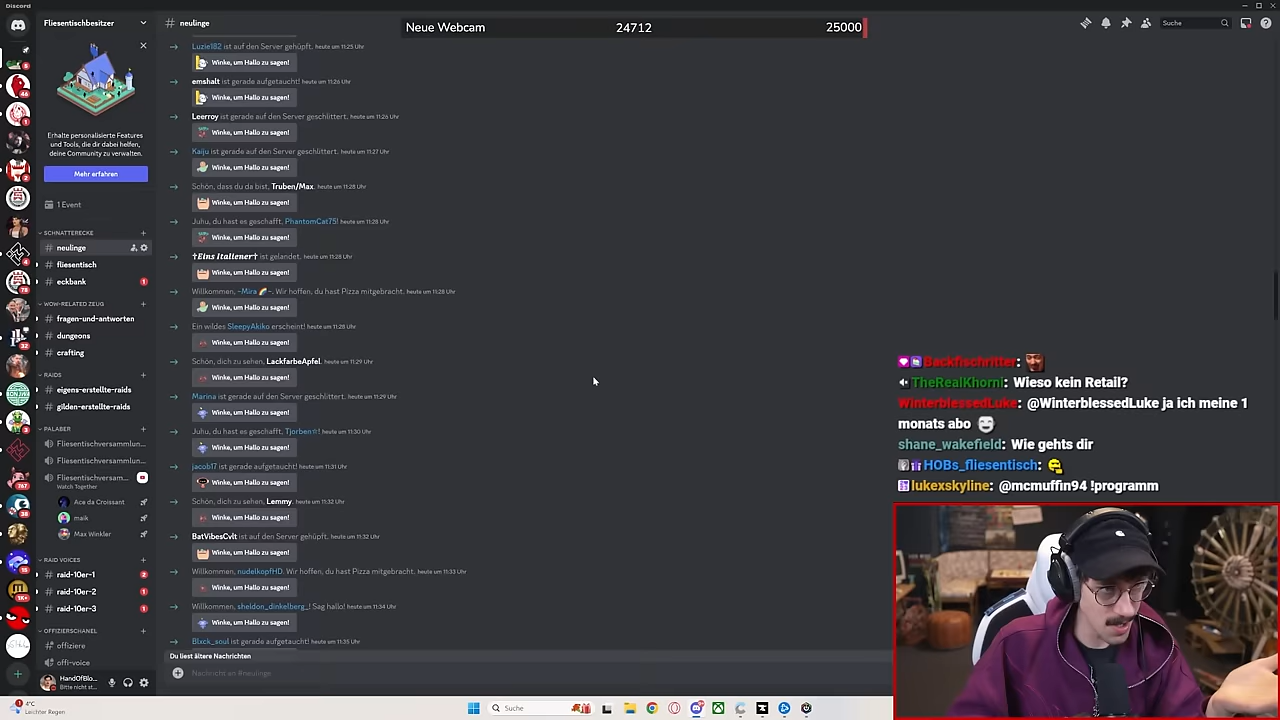 Discord
Fliesentischbesitzer
# neulinge
Neue Webcam 24712 25000
Suche
Erhalte personalisierte Features
und Tools, die dir dabei helfen,
deine Community zu verwalten.
Mehr erfahren
1 Event
SCHNATTERECKE
neulinge
fliesentisch
eckbank
1
WOW-RELATED ZEUG
fragen-und-antworten
dungeons
crafting
RAIDS
eigens-erstellte-raids
gilden-erstellte-raids
PALABER
Fliesentischversammlun...
Fliesentischversammlun...
Fliesentischversam...
Watch Together
Ace da Croissant
maik
Max Winkler
RAID VOICES
raid-10er-1
2
raid-10er-2
1
raid-10er-3
1
OFFIZIERSCHANEL
offiziere
offi-voice
HandOfBlo...
Bitte nicht st...
Luzie182 ist auf den Server gehüpft. heute um 11:25 Uhr
Winke, um Hallo zu sagen!
emshalt ist gerade aufgetaucht! heute um 11:26 Uhr
Winke, um Hallo zu sagen!
Leerroy ist gerade auf den Server geschlittert. heute um 11:26 Uhr
Winke, um Hallo zu sagen!
Kaiju ist gerade auf den Server geschlittert. heute um 11:27 Uhr
Winke, um Hallo zu sagen!
Schön, dass du da bist, Truben/Max. heute um 11:28 Uhr
Winke, um Hallo zu sagen!
Juhu, du hast es geschafft, PhantomCat75! heute um 11:28 Uhr
Winke, um Hallo zu sagen!
†Eins Italiener† ist gelandet. heute um 11:28 Uhr
Winke, um Hallo zu sagen!
Willkommen, ~Mira 🌈~. Wir hoffen, du hast Pizza mitgebracht. heute um 11:28 Uhr
Winke, um Hallo zu sagen!
Ein wildes SleepyAkiko erscheint! heute um 11:28 Uhr
Winke, um Hallo zu sagen!
Schön, dich zu sehen, LackfarbeApfel. heute um 11:29 Uhr
Winke, um Hallo zu sagen!
Marina ist gerade auf den Server geschlittert. heute um 11:29 Uhr
Winke, um Hallo zu sagen!
Juhu, du hast es geschafft, Tjorben☆! heute um 11:30 Uhr
Winke, um Hallo zu sagen!
jacob17 ist gerade aufgetaucht! heute um 11:31 Uhr
Winke, um Hallo zu sagen!
Schön, dich zu sehen, Lemmy. heute um 11:32 Uhr
Winke, um Hallo zu sagen!
BatVibesCvlt ist auf den Server gehüpft. heute um 11:32 Uhr
Winke, um Hallo zu sagen!
Willkommen, nudelkopfHD. Wir hoffen, du hast Pizza mitgebracht. heute um 11:33 Uhr
Winke, um Hallo zu sagen!
Willkommen, sheldon_dinkelberg_! Sag hallo! heute um 11:34 Uhr
Winke, um Hallo zu sagen!
Blxck_soul ist gerade aufgetaucht! heute um 11:35 Uhr
Du liest ältere Nachrichten
Nachricht an #neulinge
Backfischritter:
TheRealKhorni: Wieso kein Retail?
WinterblessedLuke: @WinterblessedLuke ja ich meine 1
monats abo
shane_wakefield: Wie gehts dir
HOBs_fliesentisch:
lukexskyline: @mcmuffin94 !programm
4°C
Leichter Regen
Suche